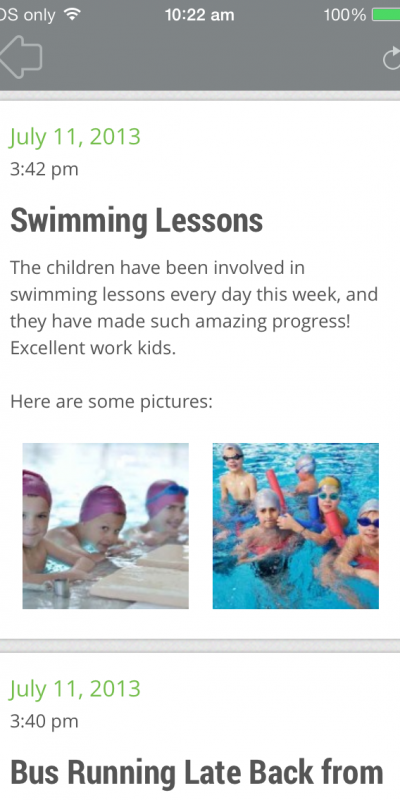 OS only 10:22 am 100%
July 11, 2013
3:42 pm
Swimming Lessons
The children have been involved in
swimming lessons every day this week, and
they have made such amazing progress!
Excellent work kids.
Here are some pictures:
July 11, 2013
3:40 pm
Bus Running Late Back from